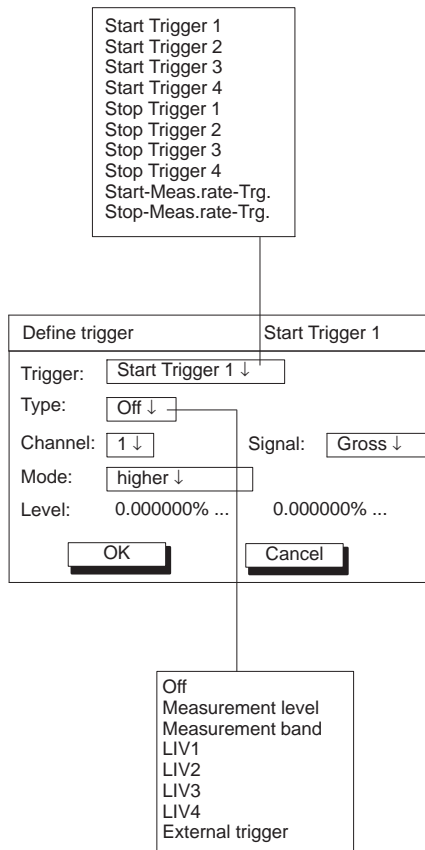 Start Trigger 1
Start Trigger 2
Start Trigger 3
Start Trigger 4
Stop Trigger 1
Stop Trigger 2
Stop Trigger 3
Stop Trigger 4
Start-Meas.rate-Trg.
Stop-Meas.rate-Trg.
Define trigger Start Trigger 1
Trigger: Start Trigger 1 ↓
Type: Off ↓
Channel: 1 ↓ Signal: Gross ↓
Mode: higher ↓
Level: 0.000000% ... 0.000000% ...
OK Cancel
Off
Measurement level
Measurement band
LIV1
LIV2
LIV3
LIV4
External trigger